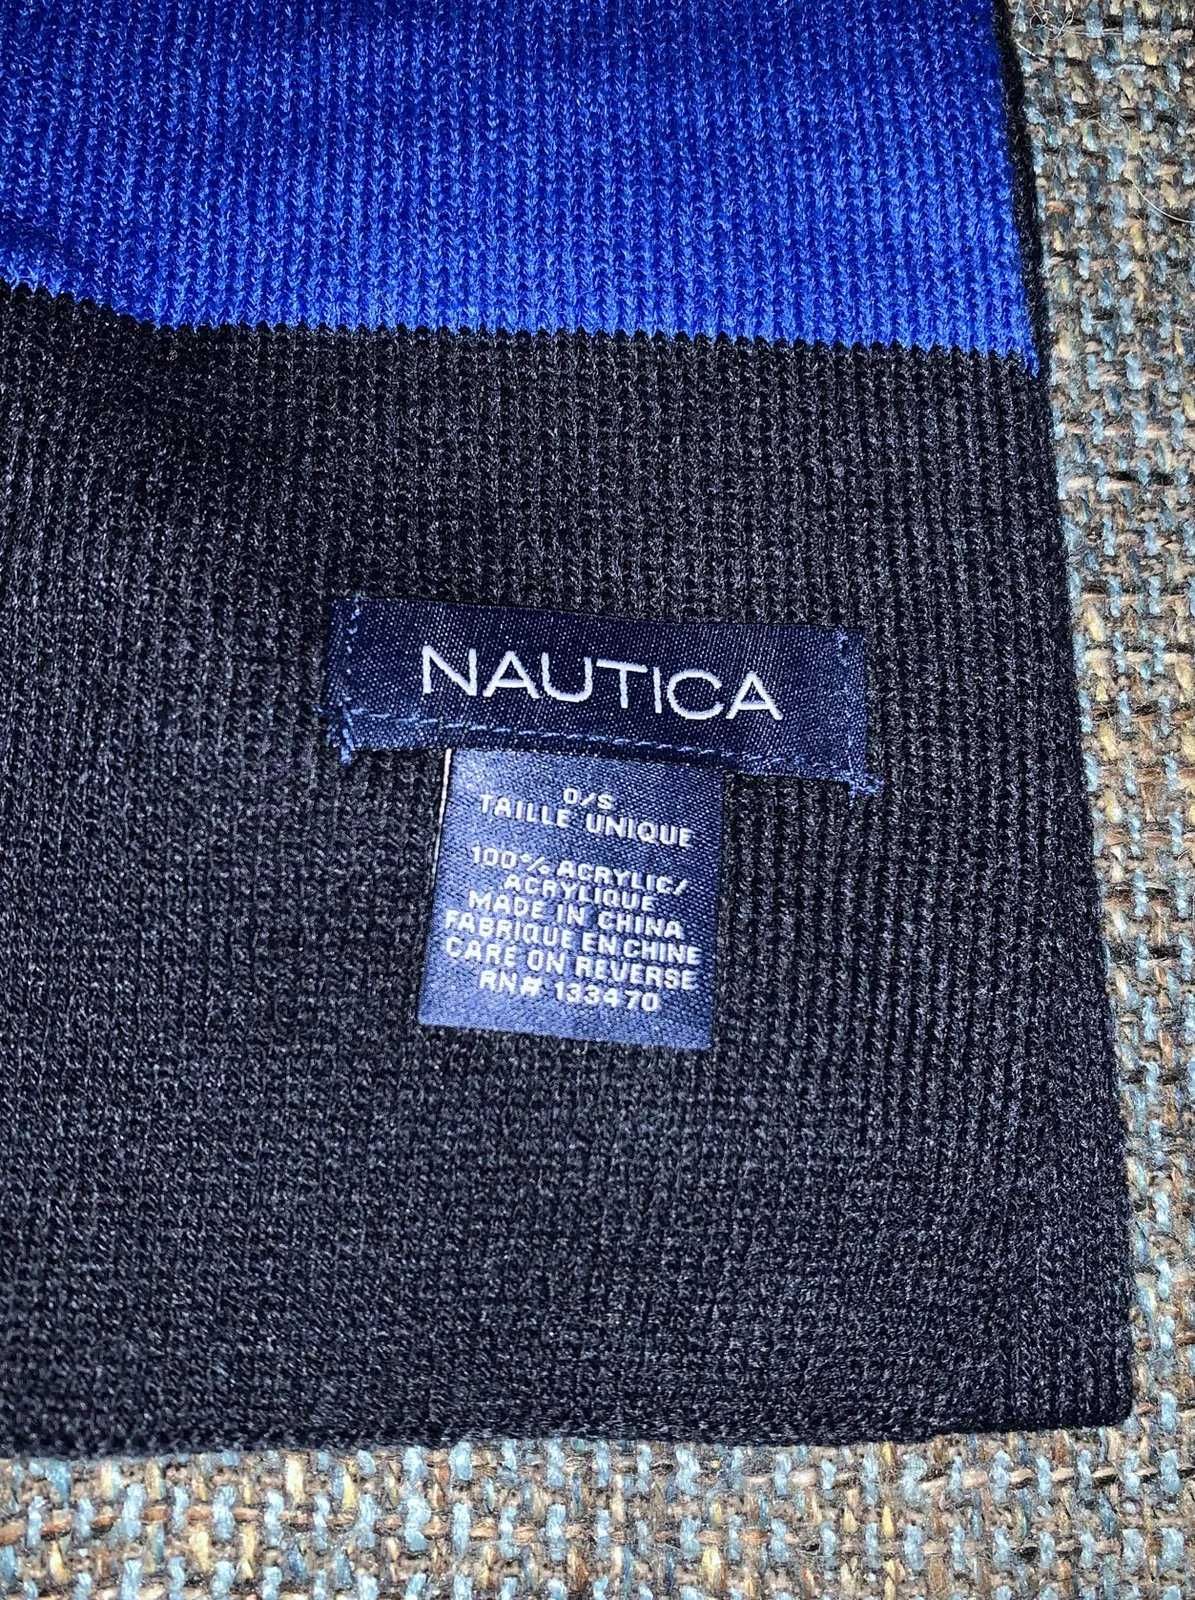 NAUTICA
O/S
TAILLE UNIQUE
100% ACRYLIC/
ACRYLIQUE
MADE IN CHINA
FABRIQUE EN CHINE
CARE ON REVERSE
RN# 133470